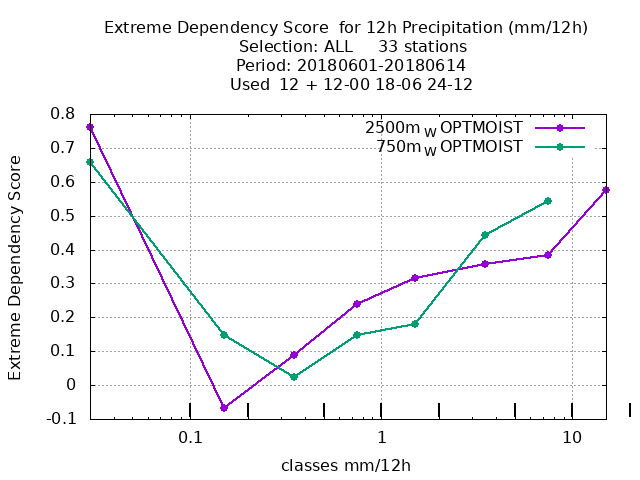 Extreme Dependency Score  for 12h Precipitation (mm/12h)
Selection: ALL     33 stations
Period: 20180601-20180614
Used  12 + 12-00 18-06 24-12
2500m W OPTMOIST
750m W OPTMOIST
Extreme Dependency Score
0.8
0.7
0.6
0.5
0.4
0.3
0.2
0.1
0
-0.1
0.1 1 10
classes mm/12h